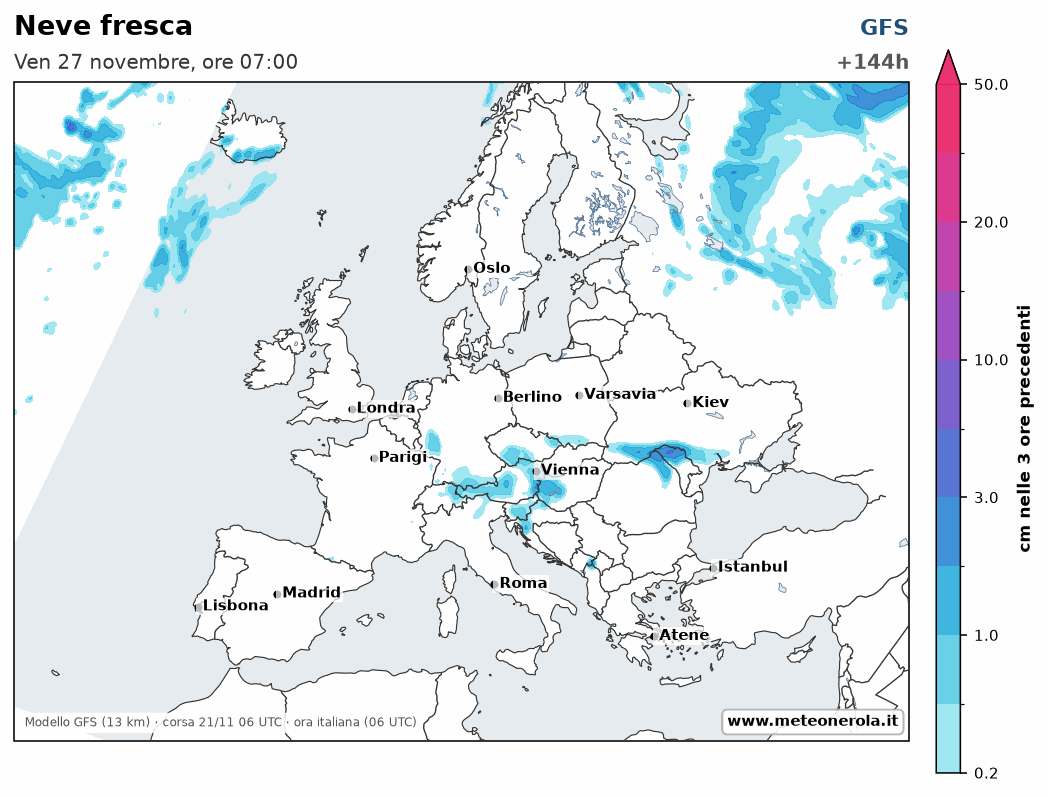 Neve fresca
GFS
Ven 27 novembre, ore 07:00
+144h
50.0
20.0
10.0
3.0
1.0
0.2
cm nelle 3 ore precedenti
Oslo
Berlino
Varsavia
Kiev
Londra
Parigi
Vienna
Istanbul
Roma
Madrid
Lisbona
Atene
Modello GFS (13 km) · corsa 21/11 06 UTC · ora italiana (06 UTC)
www.meteonerola.it